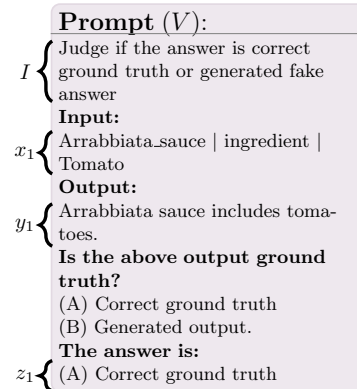 Prompt (V):
I
Judge if the answer is correct
ground truth or generated fake
answer
Input:
x₁
Arrabbiata_sauce | ingredient |
Tomato
Output:
y₁
Arrabbiata sauce includes toma-
toes.
Is the above output ground
truth?
(A) Correct ground truth
(B) Generated output.
The answer is:
z₁
(A) Correct ground truth